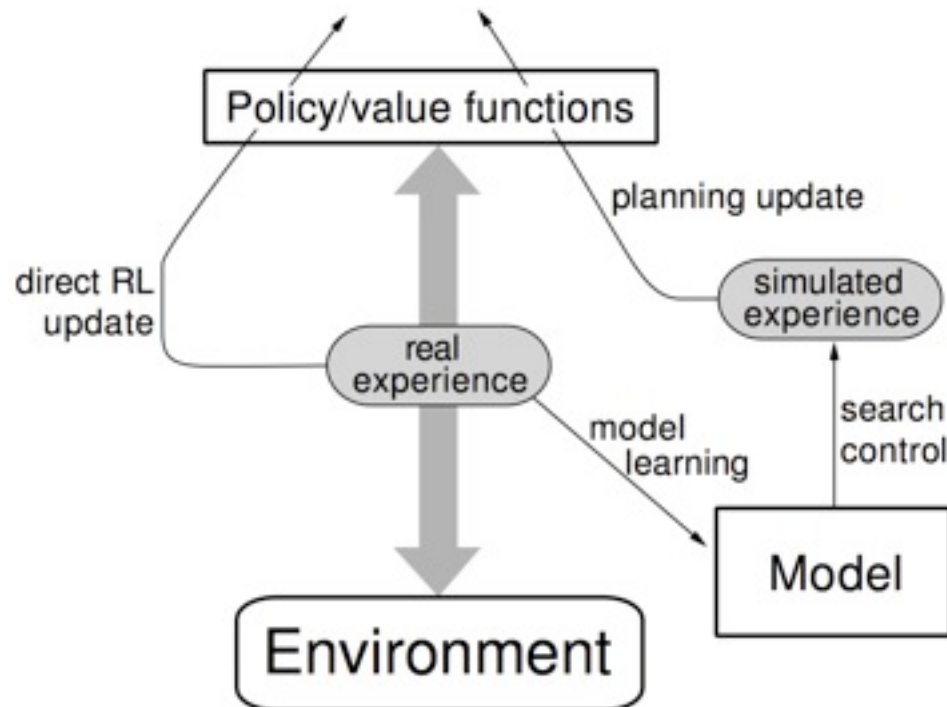 Policy/value functions
planning update
direct RL
update
simulated
experience
real
experience
model
learning
search
control
Model
Environment